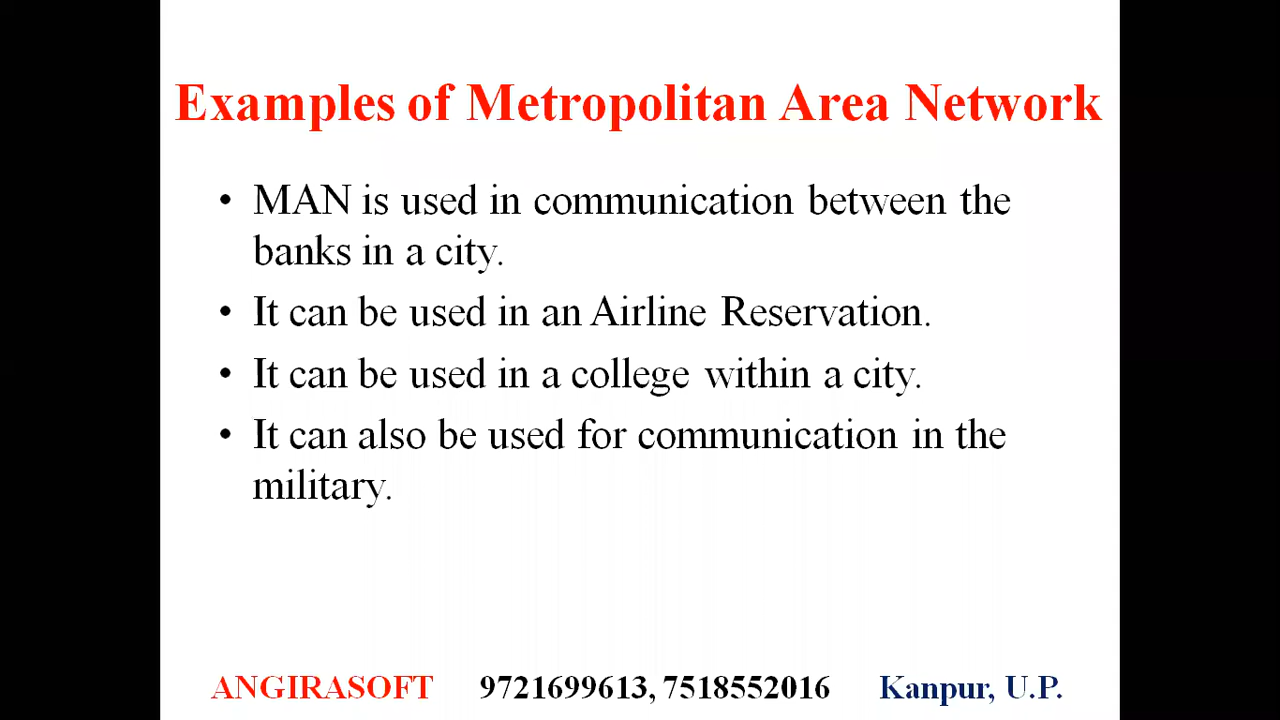 Examples of Metropolitan Area Network
• MAN is used in communication between the
banks in a city.
• It can be used in an Airline Reservation.
• It can be used in a college within a city.
• It can also be used for communication in the
military.
ANGIRASOFT 9721699613, 7518552016 Kanpur, U.P.